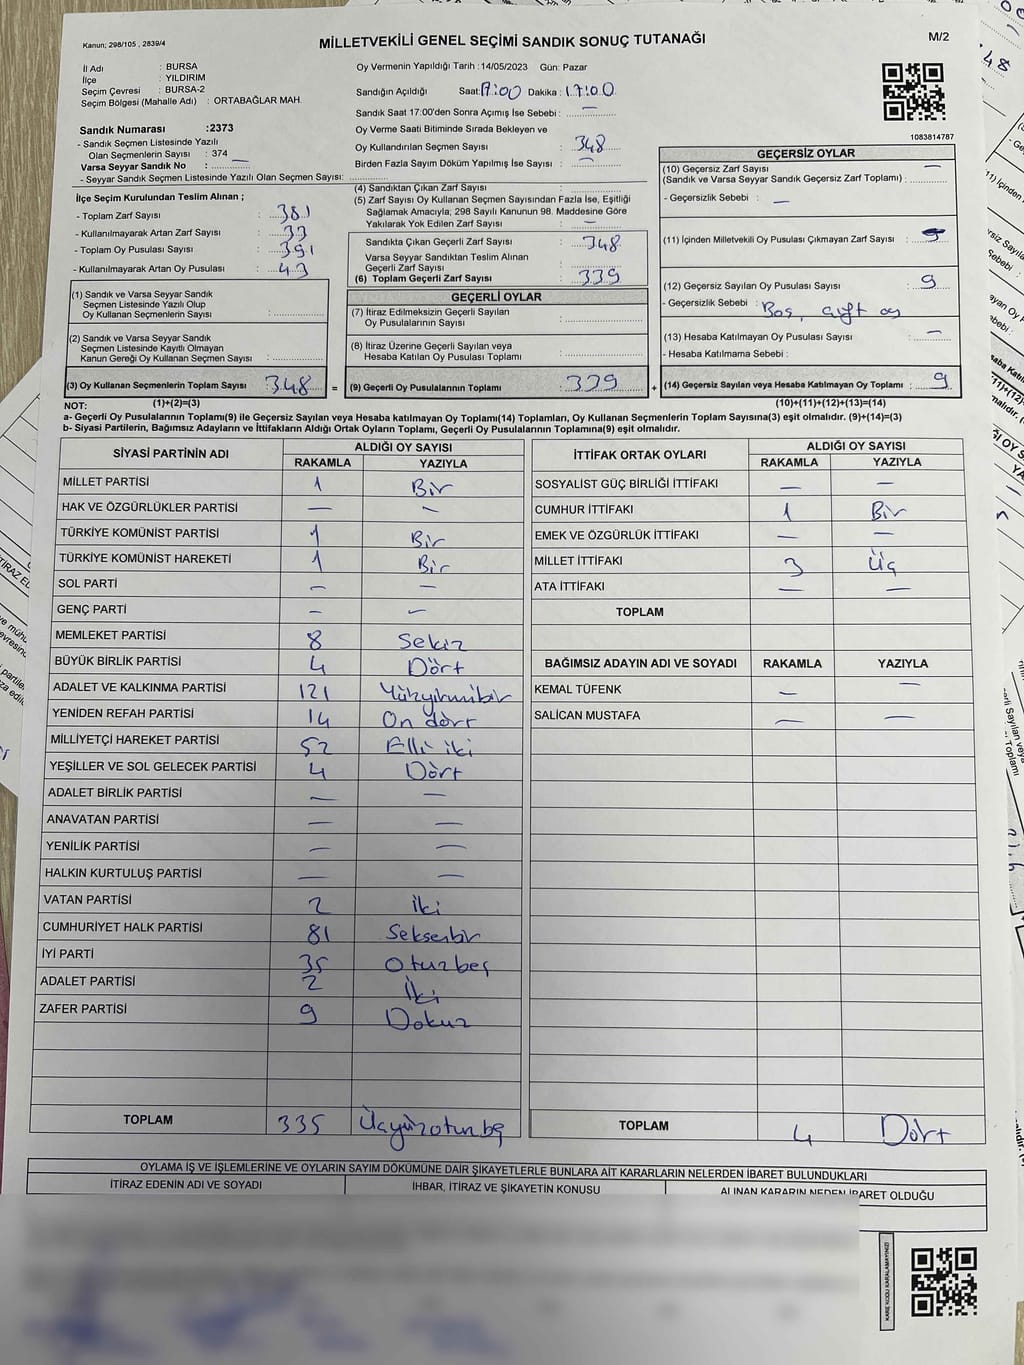 Kanun; 298/105 , 2839/4
MİLLETVEKİLİ GENEL SEÇİMİ SANDIK SONUÇ TUTANAĞI
M/2
İl Adı : BURSA
İlçe : YILDIRIM
Seçim Çevresi : BURSA-2
Seçim Bölgesi (Mahalle Adı) : ORTABAĞLAR MAH.
Sandık Numarası :2373
- Sandık Seçmen Listesinde Yazılı
Olan Seçmenlerin Sayısı : 374
Varsa Seyyar Sandık No : —
- Seyyar Sandık Seçmen Listesinde Yazılı Olan Seçmen Sayısı:
Oy Vermenin Yapıldığı Tarih :14/05/2023 Gün: Pazar
Sandığın Açıldığı Saat: 17:00 Dakika : 17:00
Sandık Saat 17:00'den Sonra Açımış İse Sebebi : —
Oy Verme Saati Bitiminde Sırada Bekleyen ve
Oy Kullandırılan Seçmen Sayısı : 348
Birden Fazla Sayım Döküm Yapılmış İse Sayısı : —
1083814787
İlçe Seçim Kurulundan Teslim Alınan ;
- Toplam Zarf Sayısı : 381
- Kullanılmayarak Artan Zarf Sayısı : 33
- Toplam Oy Pusulası Sayısı : 391
- Kullanılmayarak Artan Oy Pusulası : 43
(1) Sandık ve Varsa Seyyar Sandık
Seçmen Listesinde Yazılı Olup
Oy Kullanan Seçmenlerin Sayısı :
(2) Sandık ve Varsa Seyyar Sandık
Seçmen Listesinde Kayıtlı Olmayan
Kanun Gereği Oy Kullanan Seçmen Sayısı :
(3) Oy Kullanan Seçmenlerin Toplam Sayısı : 348 =
(1)+(2)=(3)
(4) Sandıktan Çıkan Zarf Sayısı :
(5) Zarf Sayısı Oy Kullanan Seçmen Sayısından Fazla İse, Eşitliği
Sağlamak Amacıyla; 298 Sayılı Kanunun 98. Maddesine Göre
Yakılarak Yok Edilen Zarf Sayısı : —
Sandıkta Çıkan Geçerli Zarf Sayısı : 348
Varsa Seyyar Sandıktan Teslim Alınan
Geçerli Zarf Sayısı :
(6) Toplam Geçerli Zarf Sayısı : 339
GEÇERLİ OYLAR
(7) İtiraz Edilmeksizin Geçerli Sayılan
Oy Pusulalarının Sayısı :
(8) İtiraz Üzerine Geçerli Sayılan veya
Hesaba Katılan Oy Pusulası Toplamı :
(9) Geçerli Oy Pusulalarının Toplamı : 339 +
GEÇERSİZ OYLAR
(10) Geçersiz Zarf Sayısı —
(Sandık ve Varsa Seyyar Sandık Geçersiz Zarf Toplamı) :
- Geçersizlik Sebebi : —
(11) İçinden Milletvekili Oy Pusulası Çıkmayan Zarf Sayısı :
(12) Geçersiz Sayılan Oy Pusulası Sayısı : 9
- Geçersizlik Sebebi : Boş, çift oy
(13) Hesaba Katılmayan Oy Pusulası Sayısı : —
- Hesaba Katılmama Sebebi :
(14) Geçersiz Sayılan veya Hesaba Katılmayan Oy Toplamı : 9
(10)+(11)+(12)+(13)=(14)
NOT:
a- Geçerli Oy Pusulalarının Toplamı(9) ile Geçersiz Sayılan veya Hesaba katılmayan Oy Toplamı(14) Toplamları, Oy Kullanan Seçmenlerin Toplam Sayısına(3) eşit olmalıdır. (9)+(14)=(3)
b- Siyasi Partilerin, Bağımsız Adayların ve İttifakların Aldığı Ortak Oyların Toplamı, Geçerli Oy Pusulalarının Toplamına(9) eşit olmalıdır.
SİYASİ PARTİNİN ADI ALDIĞI OY SAYISI
RAKAMLA YAZIYLA
MİLLET PARTİSİ 1 Bir
HAK VE ÖZGÜRLÜKLER PARTİSİ — —
TÜRKİYE KOMÜNİST PARTİSİ 1 Bir
TÜRKİYE KOMÜNİST HAREKETİ 1 Bir
SOL PARTİ — —
GENÇ PARTİ — —
MEMLEKET PARTİSİ 8 Sekiz
BÜYÜK BİRLİK PARTİSİ 4 Dört
ADALET VE KALKINMA PARTİSİ 121 Yüzyirmibir
YENİDEN REFAH PARTİSİ 14 On dört
MİLLİYETÇİ HAREKET PARTİSİ 52 Elli iki
YEŞİLLER VE SOL GELECEK PARTİSİ 4 Dört
ADALET BİRLİK PARTİSİ — —
ANAVATAN PARTİSİ — —
YENİLİK PARTİSİ — —
HALKIN KURTULUŞ PARTİSİ — —
VATAN PARTİSİ 2 İki
CUMHURİYET HALK PARTİSİ 81 Seksenbir
İYİ PARTİ 35 Oturbeş
ADALET PARTİSİ 2 İki
ZAFER PARTİSİ 9 Dokuz
TOPLAM 335 Üçyüzoturbeş
İTTİFAK ORTAK OYLARI ALDIĞI OY SAYISI
RAKAMLA YAZIYLA
SOSYALİST GÜÇ BİRLİĞİ İTTİFAKI — —
CUMHUR İTTİFAKI 1 Bir
EMEK VE ÖZGÜRLÜK İTTİFAKI — —
MİLLET İTTİFAKI 3 Üç
ATA İTTİFAKI — —
TOPLAM
BAĞIMSIZ ADAYIN ADI VE SOYADI RAKAMLA YAZIYLA
KEMAL TÜFENK — —
SALİCAN MUSTAFA — —
TOPLAM 4 Dört
OYLAMA İŞ VE İŞLEMLERİNE VE OYLARIN SAYIM DÖKÜMÜNE DAİR ŞİKAYETLERLE BUNLARA AİT KARARLARIN NELERDEN İBARET BULUNDUKLARI
İTİRAZ EDENİN ADI VE SOYADI İHBAR, İTİRAZ VE ŞİKAYETİN KONUSU ALINAN KARARIN NEDEN İBARET OLDUĞU
KARE KODU KARALAMAYINIZ!